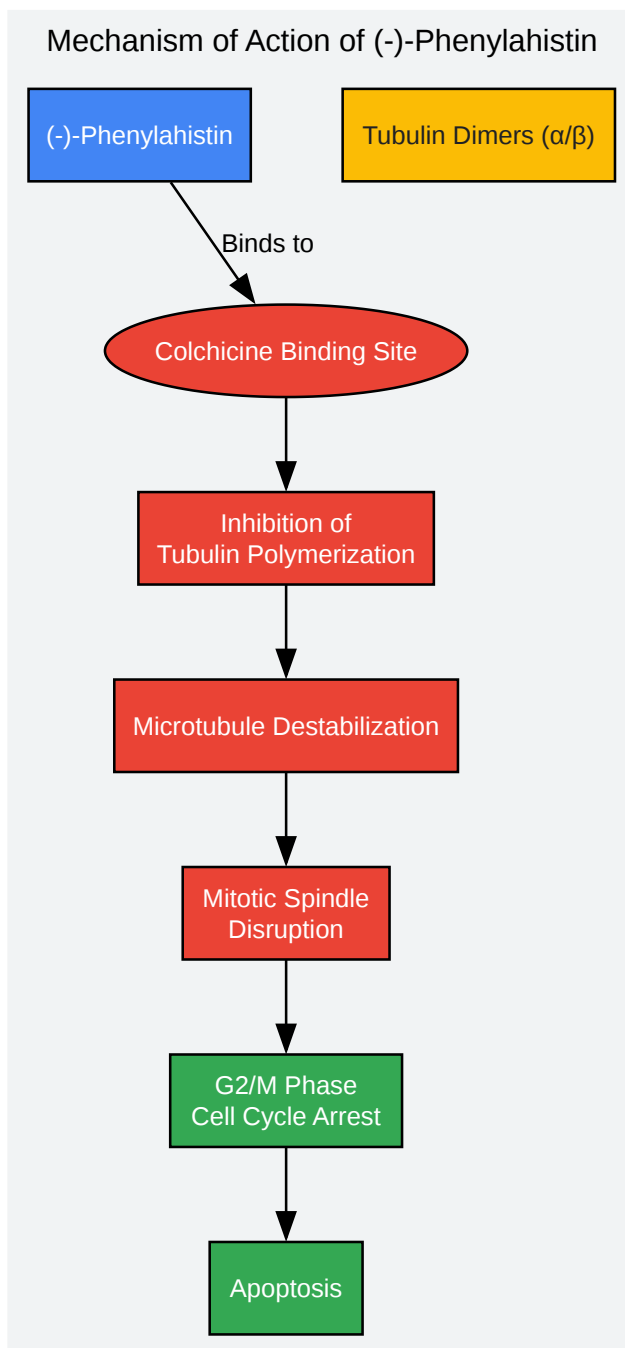 Mechanism of Action of (-)-Phenylahistin
(-)-Phenylahistin
Tubulin Dimers (α/β)
Binds to
Colchicine Binding Site
Inhibition of
Tubulin Polymerization
Microtubule Destabilization
Mitotic Spindle
Disruption
G2/M Phase
Cell Cycle Arrest
Apoptosis